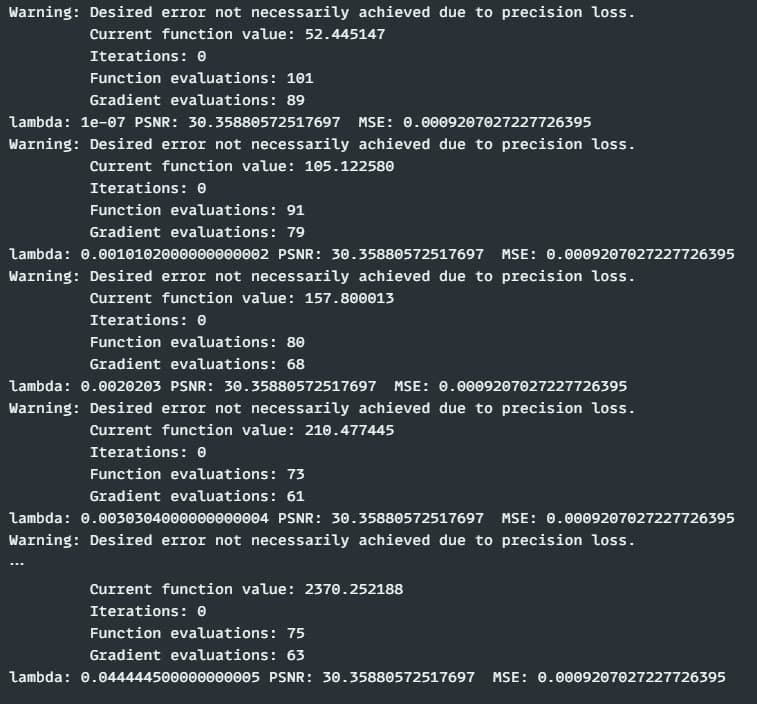 Warning: Desired error not necessarily achieved due to precision loss.
Current function value: 52.445147
Iterations: 0
Function evaluations: 101
Gradient evaluations: 89
lambda: 1e-07 PSNR: 30.35880572517697  MSE: 0.0009207027227726395
Warning: Desired error not necessarily achieved due to precision loss.
Current function value: 105.122580
Iterations: 0
Function evaluations: 91
Gradient evaluations: 79
lambda: 0.0010102000000000002 PSNR: 30.35880572517697  MSE: 0.0009207027227726395
Warning: Desired error not necessarily achieved due to precision loss.
Current function value: 157.800013
Iterations: 0
Function evaluations: 80
Gradient evaluations: 68
lambda: 0.0020203 PSNR: 30.35880572517697  MSE: 0.0009207027227726395
Warning: Desired error not necessarily achieved due to precision loss.
Current function value: 210.477445
Iterations: 0
Function evaluations: 73
Gradient evaluations: 61
lambda: 0.0030304000000000004 PSNR: 30.35880572517697  MSE: 0.0009207027227726395
Warning: Desired error not necessarily achieved due to precision loss.
...
Current function value: 2370.252188
Iterations: 0
Function evaluations: 75
Gradient evaluations: 63
lambda: 0.044444500000000005 PSNR: 30.35880572517697  MSE: 0.0009207027227726395